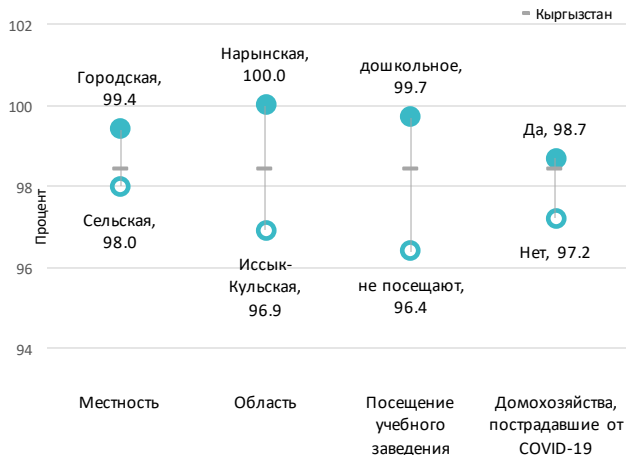 102
Кыргызстан
Нарынская,
100.0
дошкольное,
99.7
Городская,
99.4
100
Да, 98.7
98
Процент
Сельская,
98.0
Нет, 97.2
Иссык-
Кульская,
96.9
не посещают,
96.4
96
94
Местность
Область
Посещение
учебного
заведения
Домохозяйства,
пострадавшие от
COVID-19